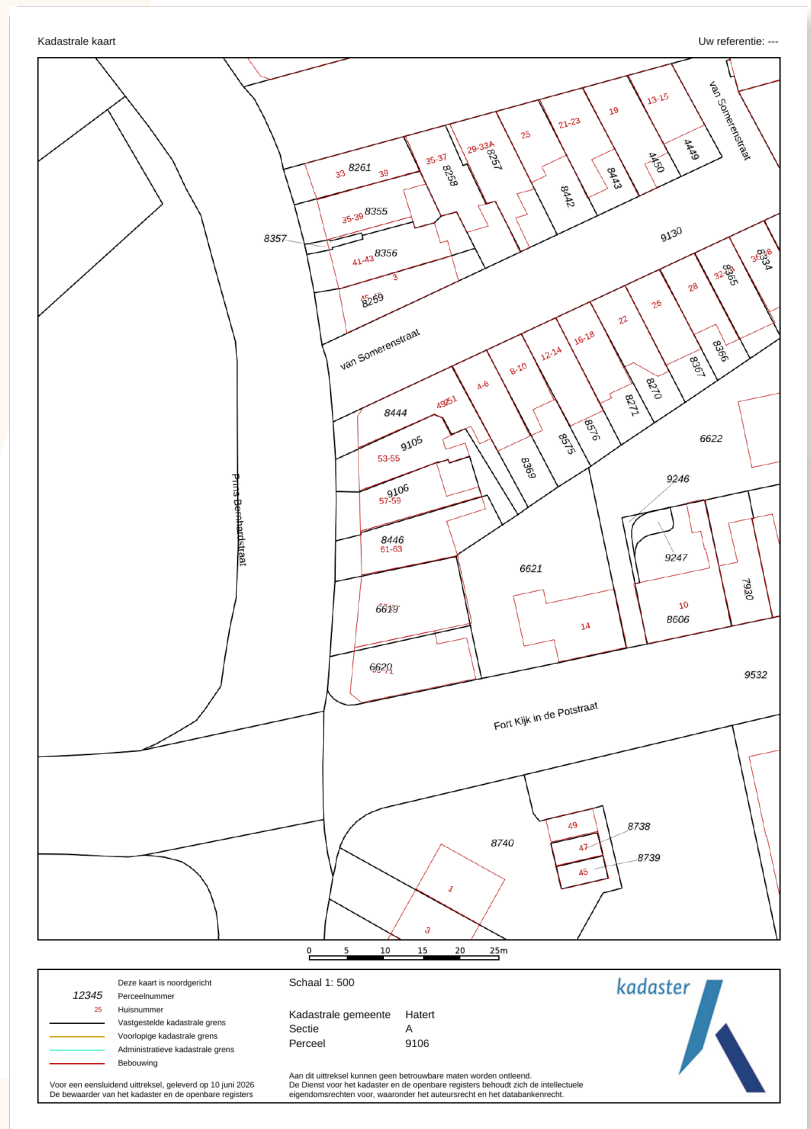 Kadastrale kaart
Uw referentie: ---
van Somerenstraat
13-15
19
21-23
25
29-33A
35-37
8257
8258
8261
33
39
4449
4450
8443
8442
35-39
8355
8357
8356
41-43
3
8259
9130
van Somerenstraat
8334
8365
28
26
22
16-18
12-14
8-10
4-6
8366
8367
8270
8271
8576
8575
8369
8444
9105
53-55
9106
57-59
8446
61-63
6622
9246
9247
6621
7930
10
8606
14
6619
6620
Prins Bernhardstraat
9532
Fort Kijk in de Potstraat
8740
49
8738
47
8739
45
1
3
0 5 10 15 20 25m
Deze kaart is noordgericht
12345 Perceelnummer
25 Huisnummer
Vastgestelde kadastrale grens
Voorlopige kadastrale grens
Administratieve kadastrale grens
Bebouwing
Voor een eensluidend uittreksel, geleverd op 10 juni 2026
De bewaarder van het kadaster en de openbare registers
Schaal 1: 500
Kadastrale gemeente Hatert
Sectie A
Perceel 9106
Aan dit uittreksel kunnen geen betrouwbare maten worden ontleend.
De Dienst voor het kadaster en de openbare registers behoudt zich de intellectuele
eigendomsrechten voor, waaronder het auteursrecht en het databankenrecht.
kadaster